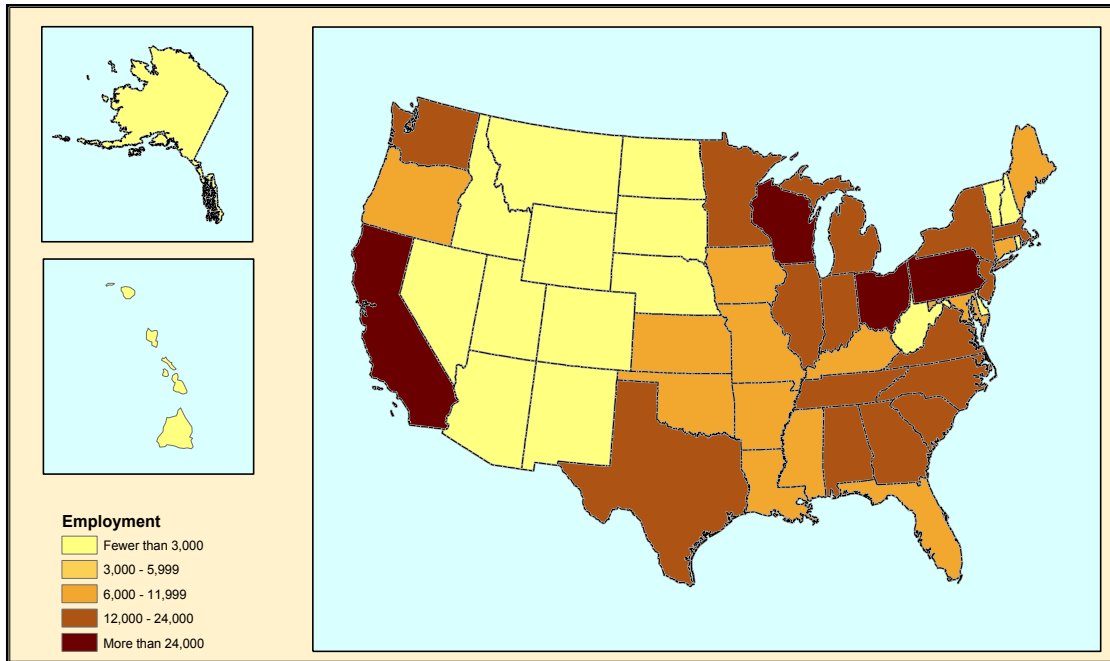 Employment
Fewer than 3,000
3,000 - 5,999
6,000 - 11,999
12,000 - 24,000
More than 24,000